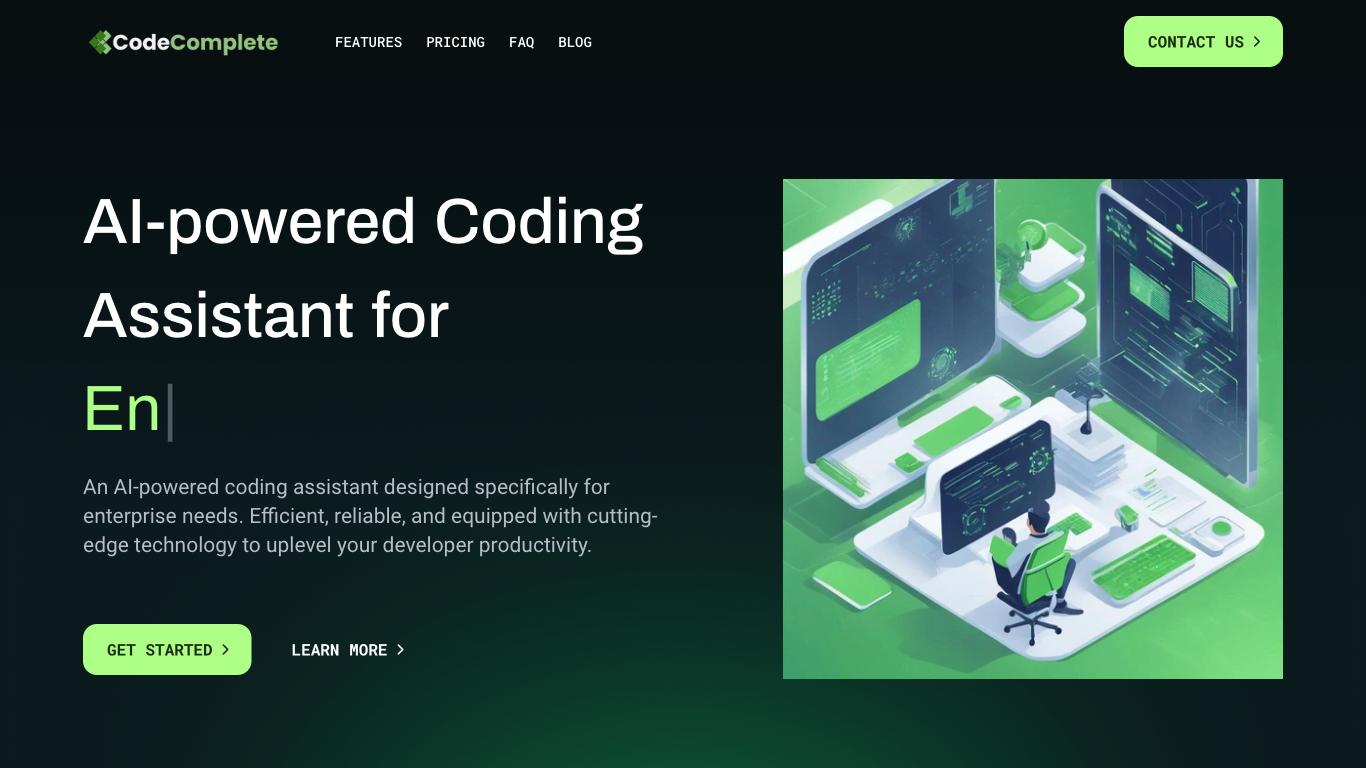 CodeComplete
FEATURES
PRICING
FAQ
BLOG
CONTACT US
AI-powered Coding
Assistant for
En|
An AI-powered coding assistant designed specifically for
enterprise needs. Efficient, reliable, and equipped with cutting-
edge technology to uplevel your developer productivity.
GET STARTED
LEARN MORE